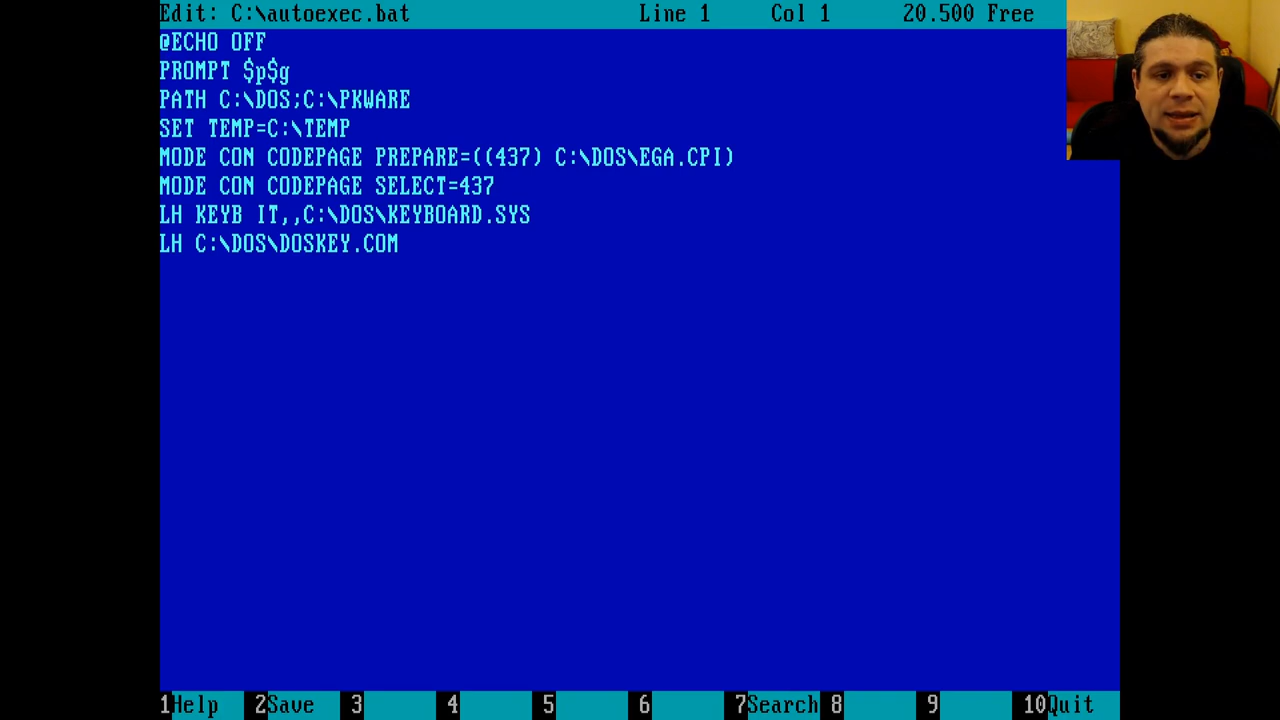 Edit: C:\autoexec.bat Line 1 Col 1 20.500 Free
@ECHO OFF
PROMPT $p$g
PATH C:\DOS;C:\PKWARE
SET TEMP=C:\TEMP
MODE CON CODEPAGE PREPARE=((437) C:\DOS\EGA.CPI)
MODE CON CODEPAGE SELECT=437
LH KEYB IT,,C:\DOS\KEYBOARD.SYS
LH C:\DOS\DOSKEY.COM
1Help 2Save 3 4 5 6 7Search 8 9 10Quit